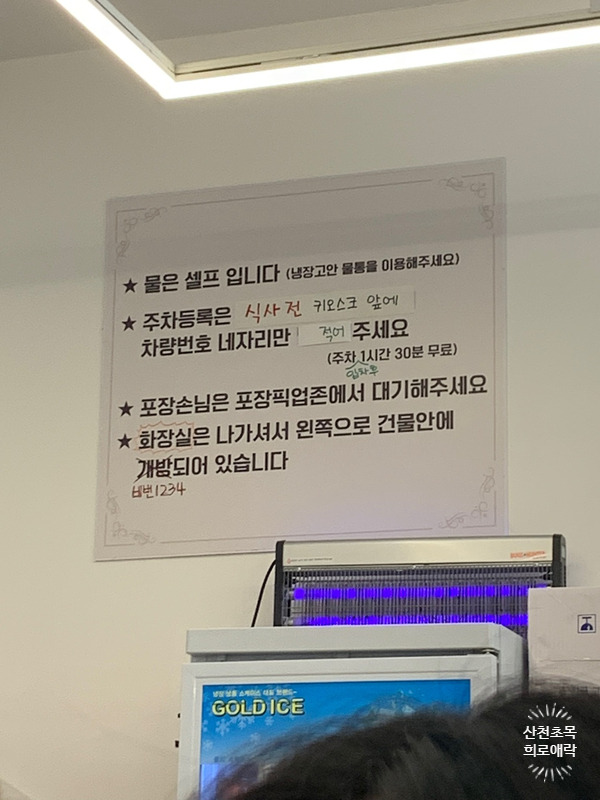 ★ 물은 셀프 입니다 (냉장고안 물통을 이용해주세요)
★ 주차등록은 식사전 키오스크 앞에
차량번호 네자리만 적어 주세요
(주차 1시간 30분 무료)
입차후
★ 포장손님은 포장픽업존에서 대기해주세요
★ 화장실은 나가셔서 왼쪽으로 건물안에
개방되어 있습니다
비번1234
GOLD ICE
산천초목
희로애락